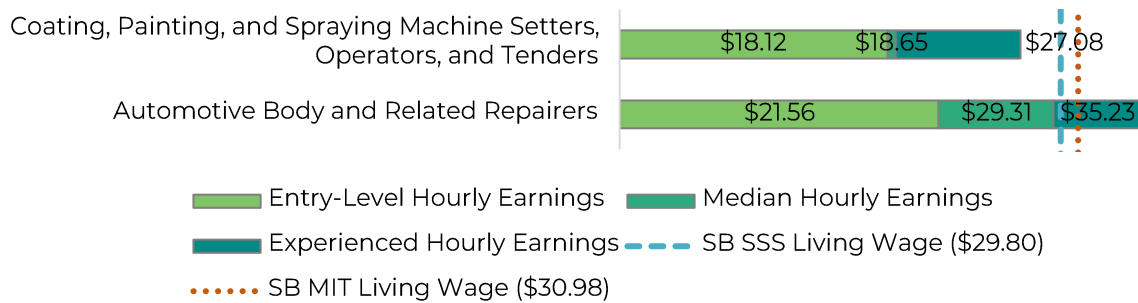 Coating, Painting, and Spraying Machine Setters,
Operators, and Tenders
$18.12 $18.65 $27.08
Automotive Body and Related Repairers
$21.56 $29.31 $35.23
Entry-Level Hourly Earnings
Median Hourly Earnings
Experienced Hourly Earnings
SB SSS Living Wage ($29.80)
SB MIT Living Wage ($30.98)